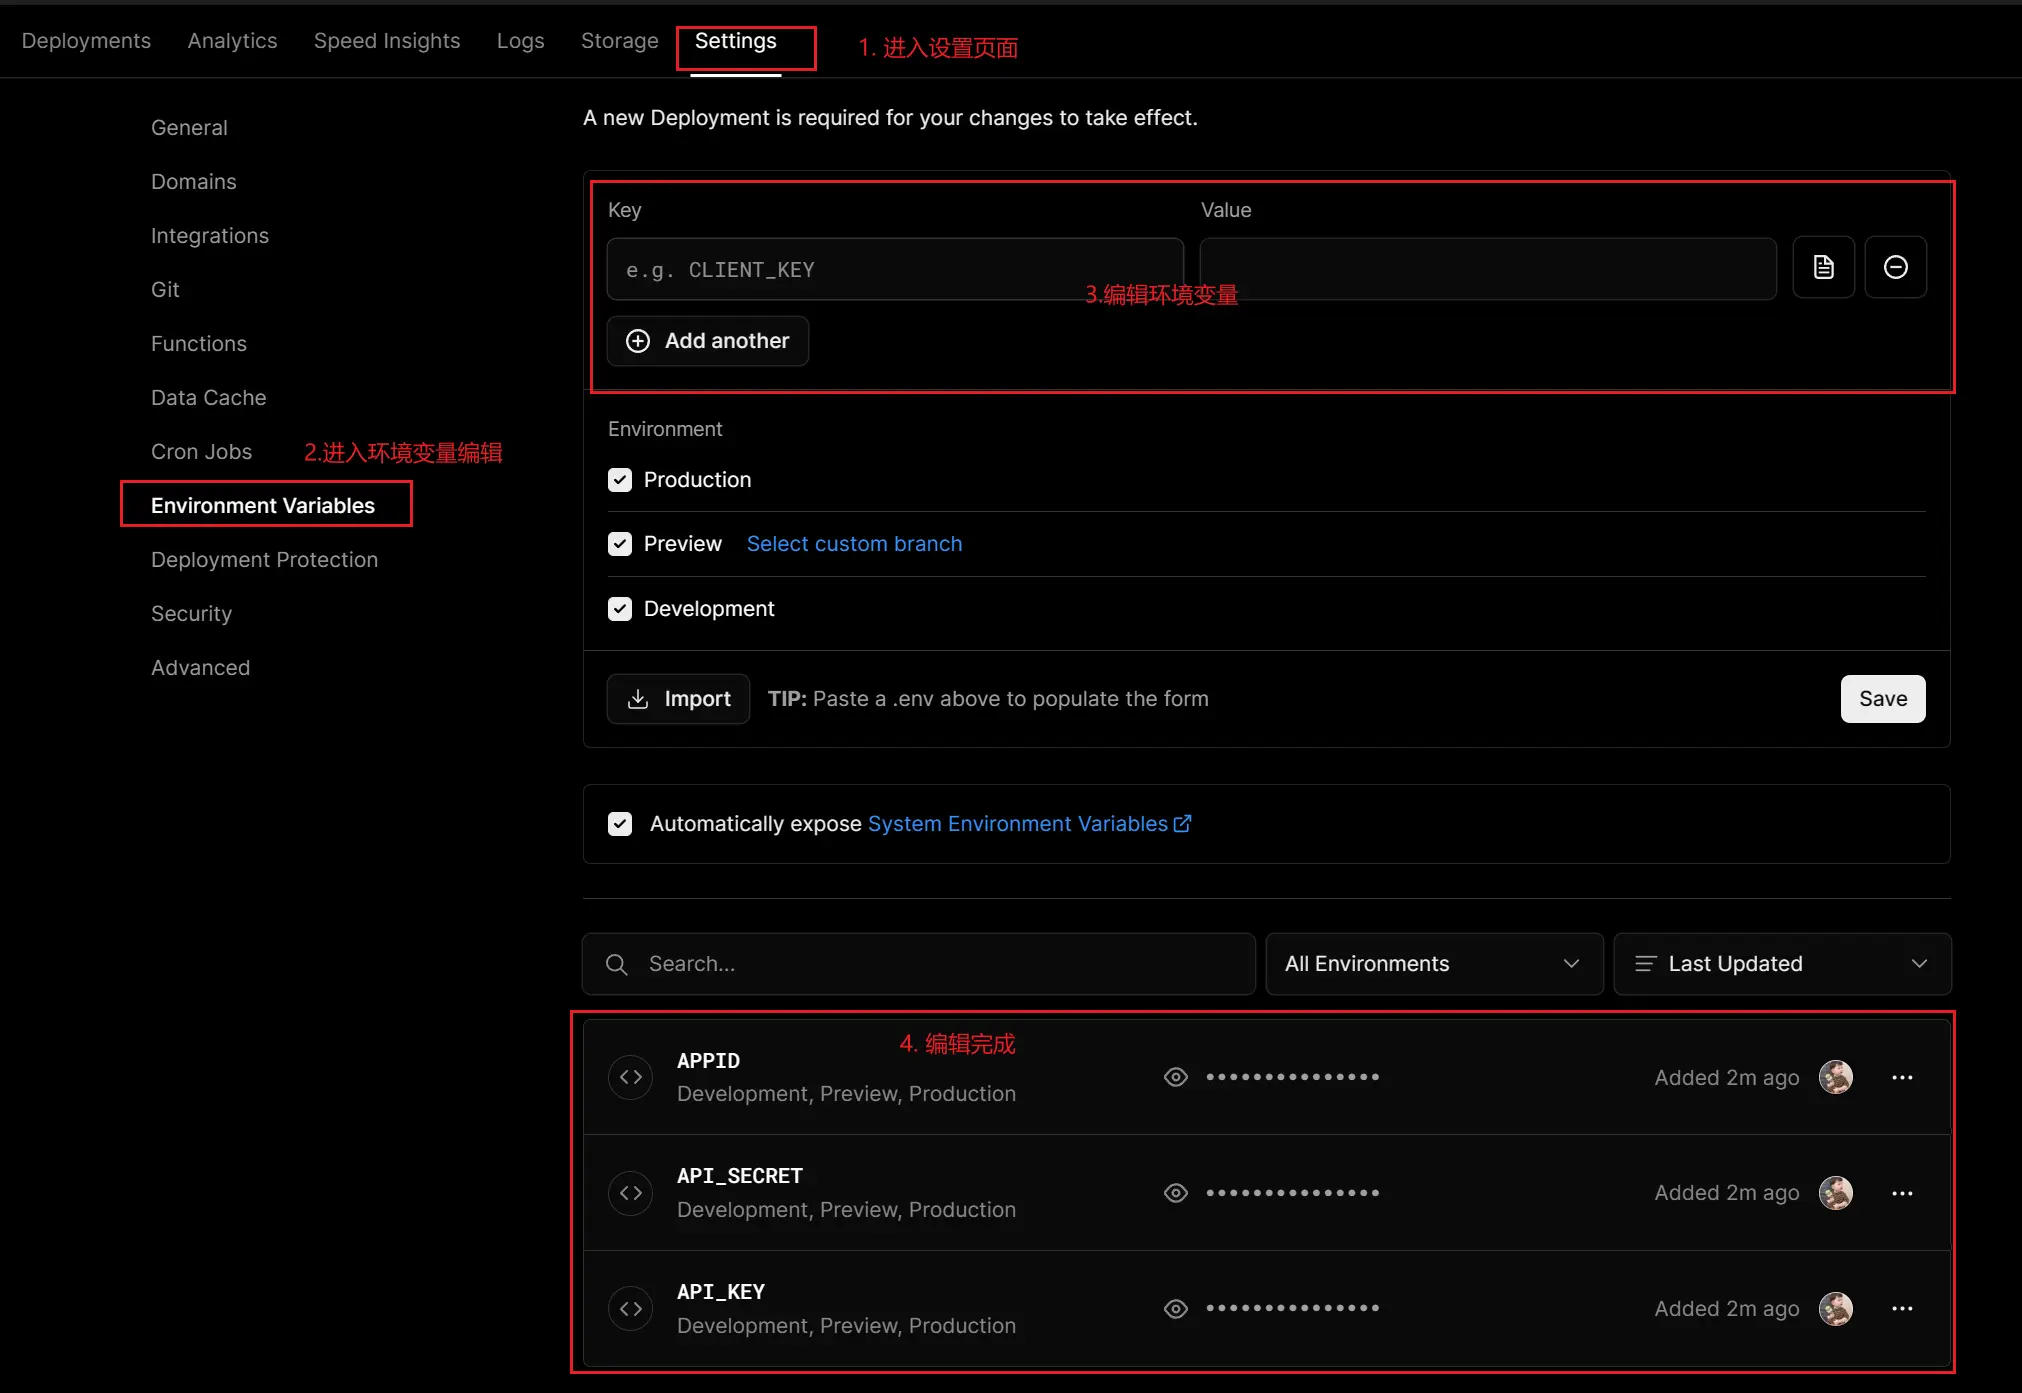 Deployments Analytics Speed Insights Logs Storage Settings 1. 进入设置页面
A new Deployment is required for your changes to take effect.
General
Domains
Integrations
Git
Functions
Data Cache
Cron Jobs 2.进入环境变量编辑
Environment Variables
Deployment Protection
Security
Advanced
Key Value
e.g. CLIENT_KEY
3.编辑环境变量
Add another
Environment
Production
Preview Select custom branch
Development
Import TIP: Paste a .env above to populate the form Save
Automatically expose System Environment Variables
Search... All Environments Last Updated
4. 编辑完成
APPID
Development, Preview, Production
••••••••••••••• Added 2m ago
API_SECRET
Development, Preview, Production
••••••••••••••• Added 2m ago
API_KEY
Development, Preview, Production
••••••••••••••• Added 2m ago